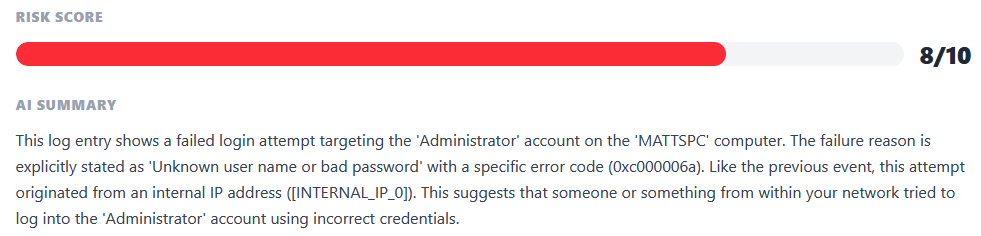 RISK SCORE
8/10
AI SUMMARY
This log entry shows a failed login attempt targeting the 'Administrator' account on the 'MATTSPC' computer. The failure reason is
explicitly stated as 'Unknown user name or bad password' with a specific error code (0xc000006a). Like the previous event, this attempt
originated from an internal IP address ([INTERNAL_IP_0]). This suggests that someone or something from within your network tried to
log into the 'Administrator' account using incorrect credentials.